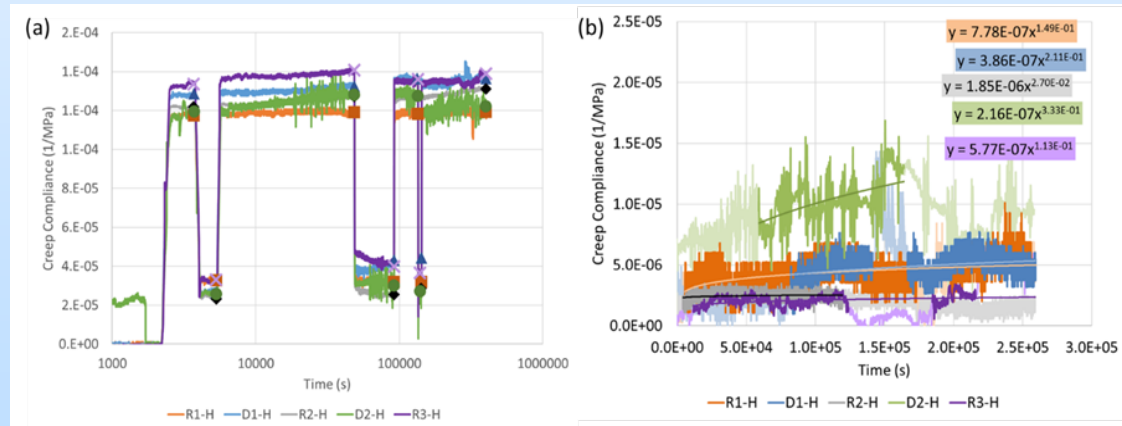 (a)
2.E-04
1.E-04
1.E-04
1.E-04
8.E-05
6.E-05
4.E-05
2.E-05
0.E+00
Creep Compliance (1/MPa)
1000 10000 100000 1000000
Time (s)
R1-H D1-H R2-H D2-H R3-H
(b)
2.5E-05
2.0E-05
1.5E-05
1.0E-05
5.0E-06
0.0E+00
Creep Compliance (1/MPa)
y = 7.78E-07x^1.49E-01
y = 3.86E-07x^2.11E-01
y = 1.85E-06x^2.70E-02
y = 2.16E-07x^3.33E-01
y = 5.77E-07x^1.13E-01
0.0E+00 5.0E+04 1.0E+05 1.5E+05 2.0E+05 2.5E+05 3.0E+05
Time (s)
R1-H D1-H R2-H D2-H R3-H